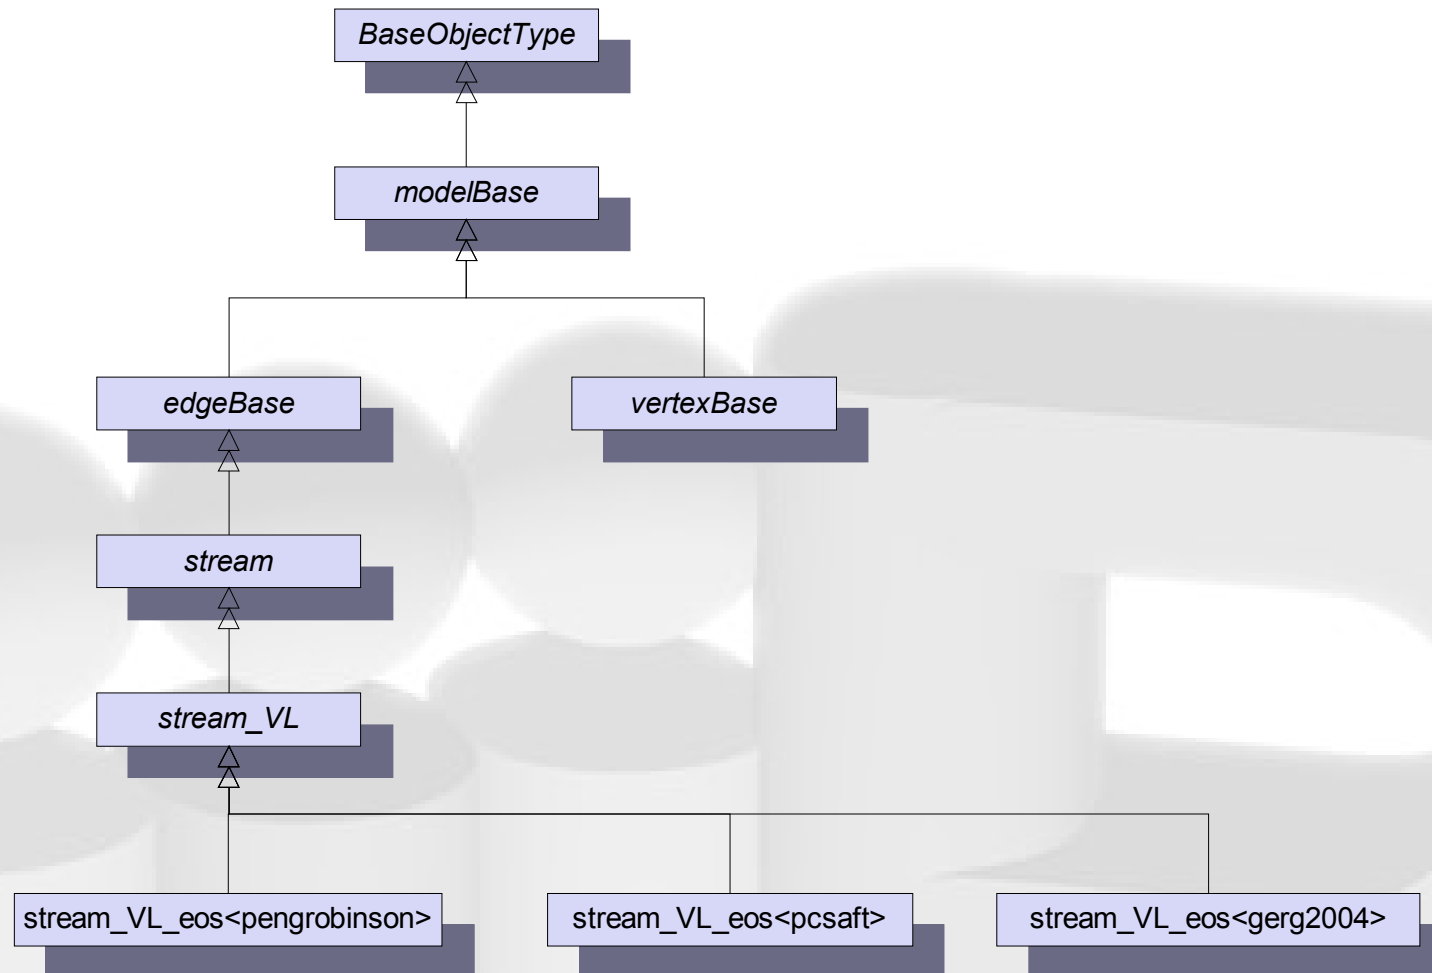 BaseObjectType
modelBase
edgeBase
vertexBase
stream
stream_VL
stream_VL_eos<pengrobinson>
stream_VL_eos<pcsaft>
stream_VL_eos<gerg2004>